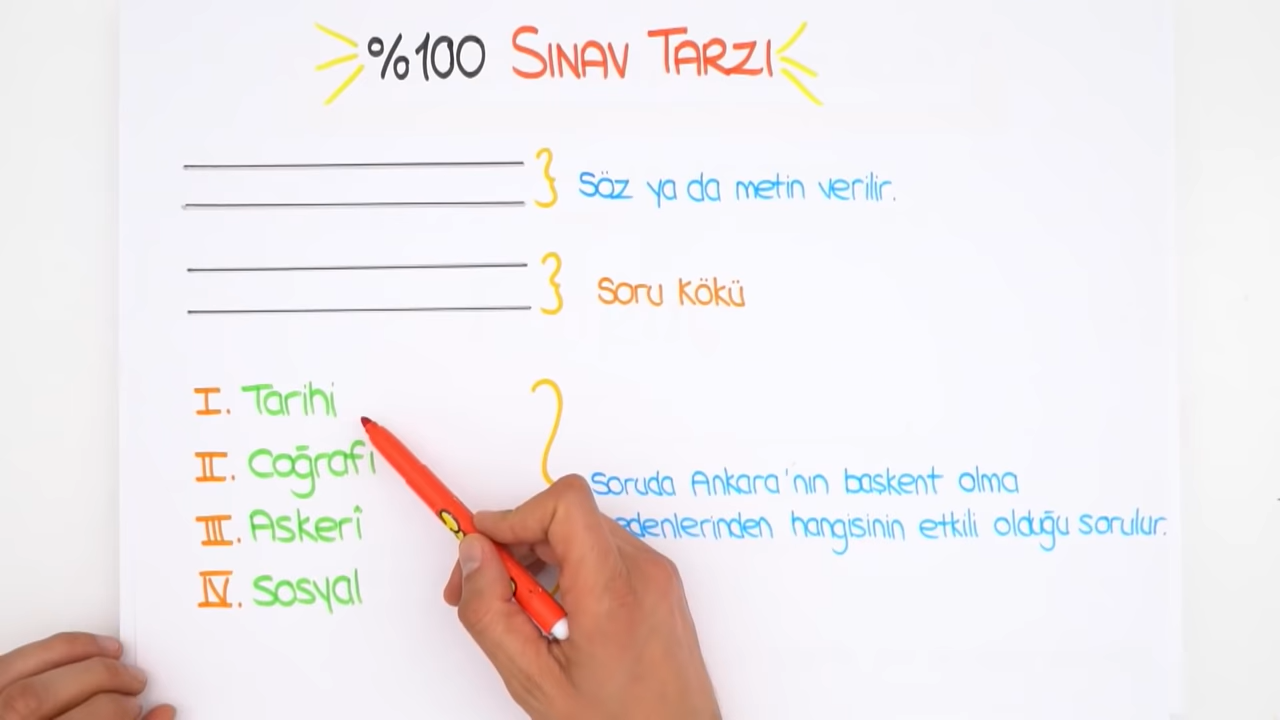 %100 SINAV TARZI
Söz ya da metin verilir.
Soru Kökü
I. Tarihi
II. Coğrafi
III. Askerî
IV. Sosyal
Soruda Ankara'nın başkent olma
edenlerinden hangisinin etkili olduğu sorulur.